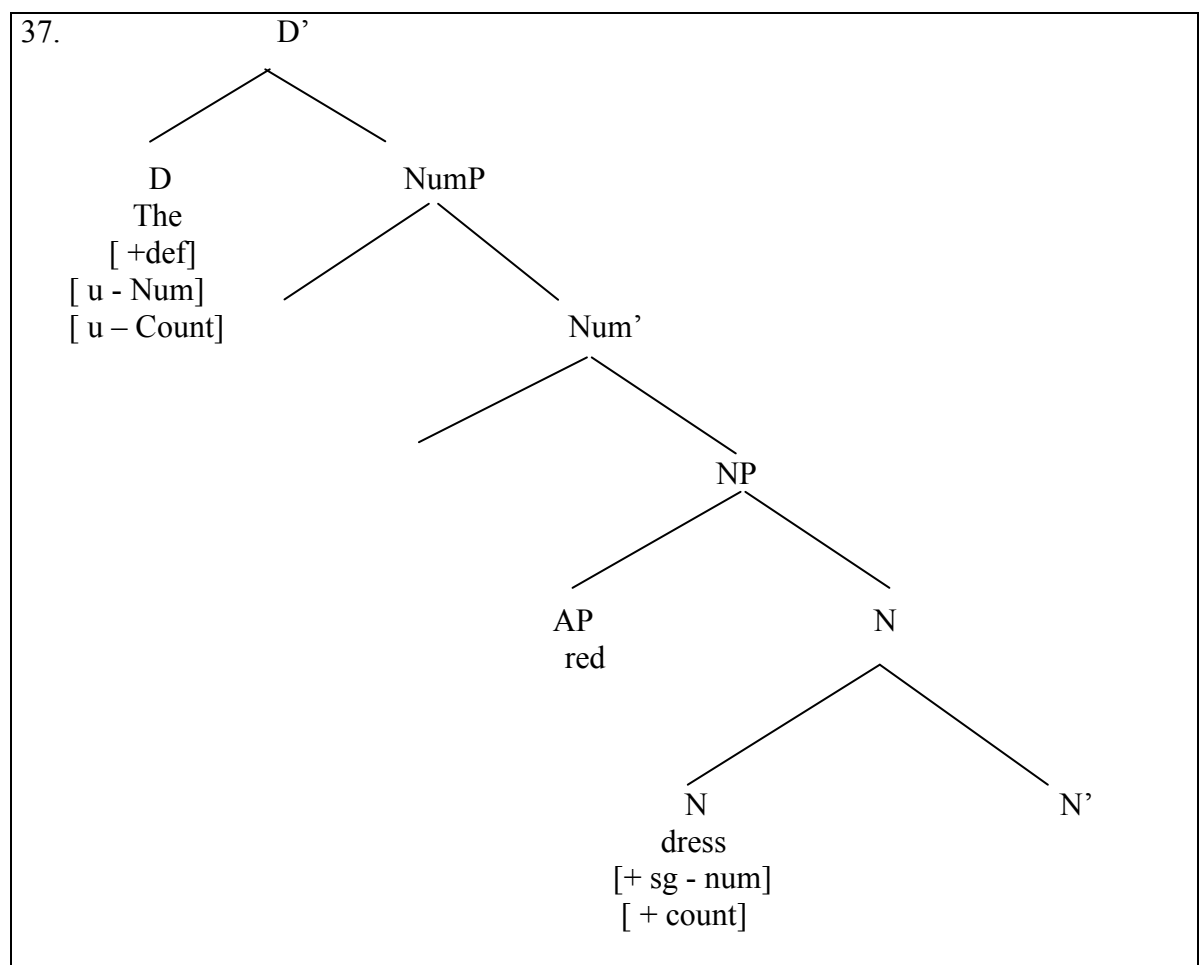 37. D’
D NumP
The
[ +def]
[ u - Num]
[ u – Count]
Num’
NP
AP N
red
N N’
dress
[+ sg - num]
[ + count]